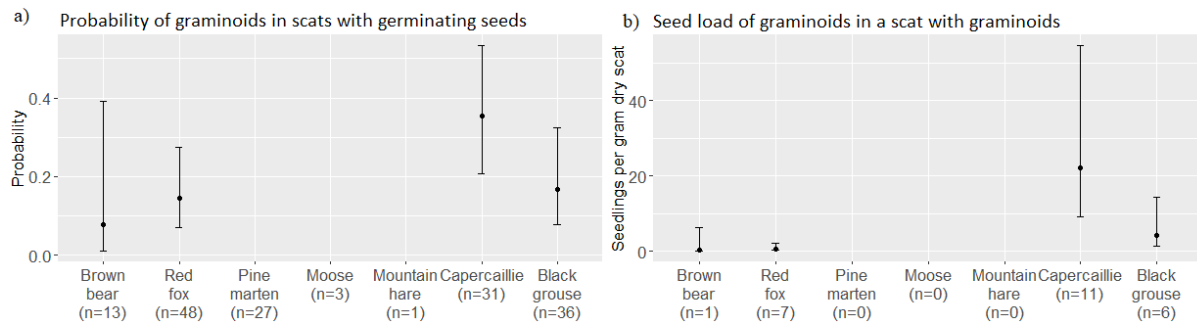 a) Probability of graminoids in scats with germinating seeds
Probability
0.4
0.2
0.0
Brown bear (n=13)
Red fox (n=48)
Pine marten (n=27)
Moose (n=3)
Mountain hare (n=1)
Capercaillie (n=31)
Black grouse (n=36)
b) Seed load of graminoids in a scat with graminoids
Seedlings per gram dry scat
40
20
0
Brown bear (n=1)
Red fox (n=7)
Pine marten (n=0)
Moose (n=0)
Mountain hare (n=0)
Capercaillie (n=11)
Black grouse (n=6)